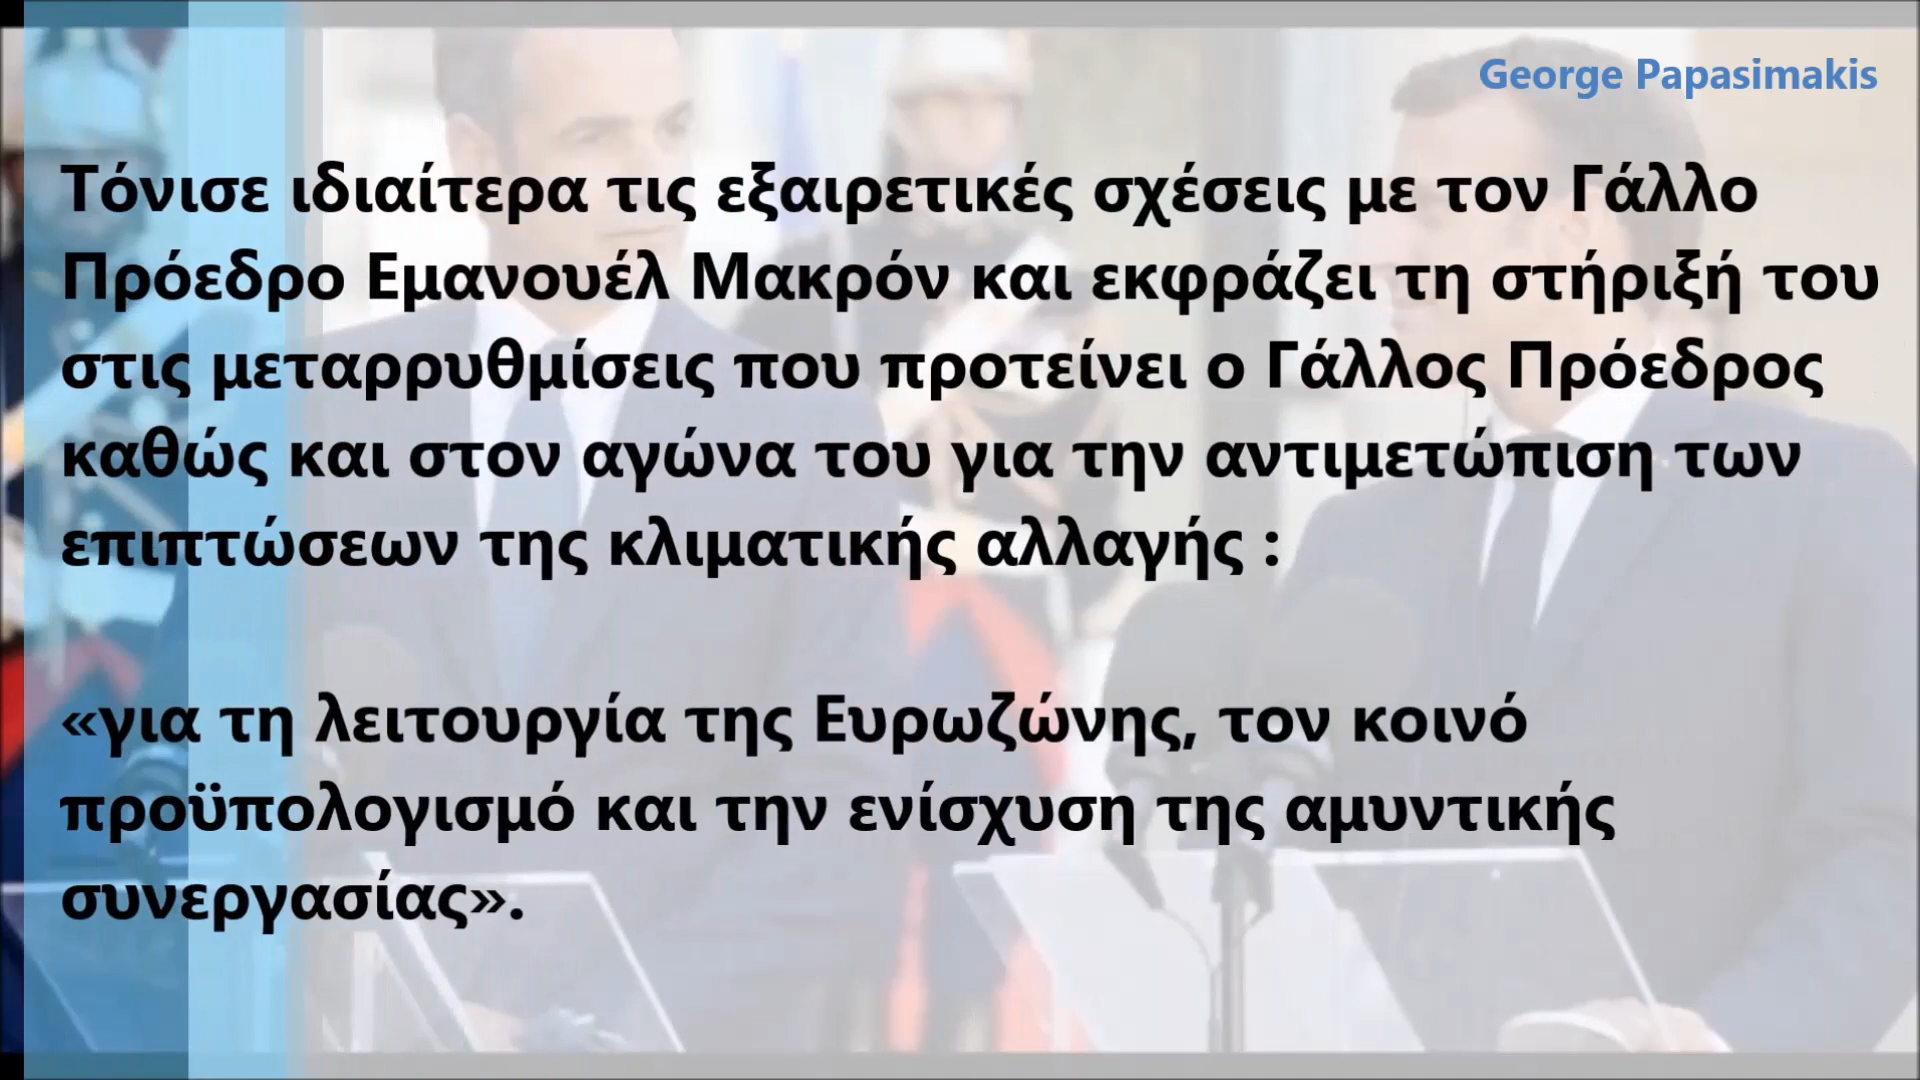 George Papasimakis
Τόνισε ιδιαίτερα τις εξαιρετικές σχέσεις με τον Γάλλο
Πρόεδρο Εμανουέλ Μακρόν και εκφράζει τη στήριξή του
στις μεταρρυθμίσεις που προτείνει ο Γάλλος Πρόεδρος
καθώς και στον αγώνα του για την αντιμετώπιση των
επιπτώσεων της κλιματικής αλλαγής :
«για τη λειτουργία της Ευρωζώνης, τον κοινό
προϋπολογισμό και την ενίσχυση της αμυντικής
συνεργασίας».